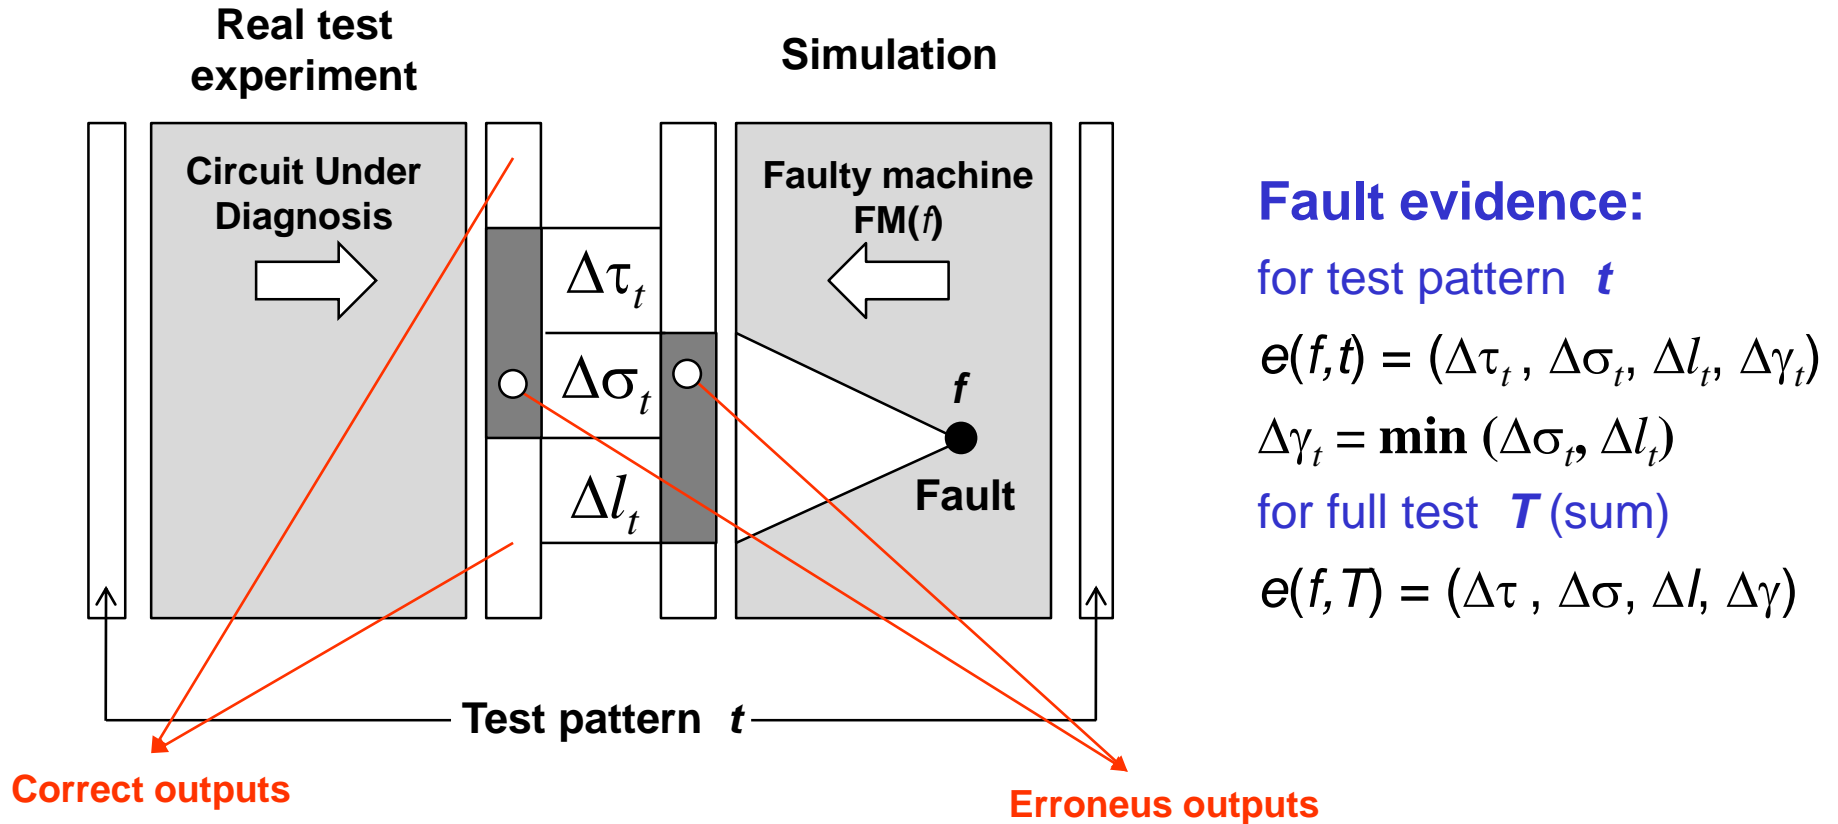 Real test
experiment
Simulation
Circuit Under
Diagnosis
Faulty machine
FM(f)
Δτt
Δσt
Δlt
f
Fault
Test pattern t
Correct outputs
Erroneus outputs
Fault evidence:
for test pattern t
e(f,t) = (Δτt , Δσt, Δlt, Δγt)
Δγt = min (Δσt, Δlt)
for full test T (sum)
e(f,T) = (Δτ , Δσ, Δl, Δγ)